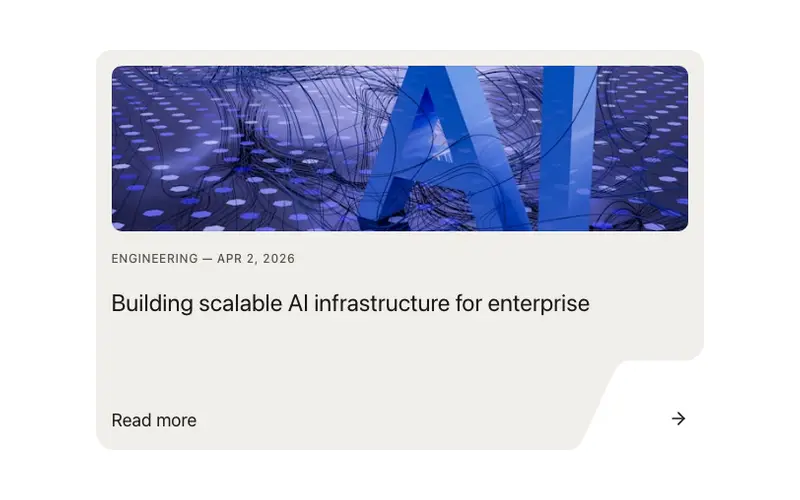 AI
ENGINEERING — APR 2, 2026
Building scalable AI infrastructure for enterprise
Read more